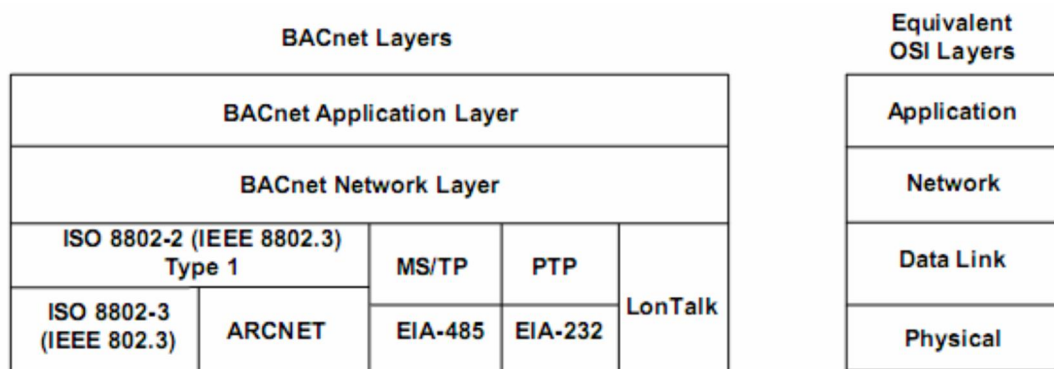 BACnet Layers
Equivalent
OSI Layers
BACnet Application Layer
Application
BACnet Network Layer
Network
ISO 8802-2 (IEEE 8802.3)
Type 1
MS/TP
PTP
LonTalk
Data Link
ISO 8802-3
(IEEE 802.3)
ARCNET
EIA-485
EIA-232
Physical